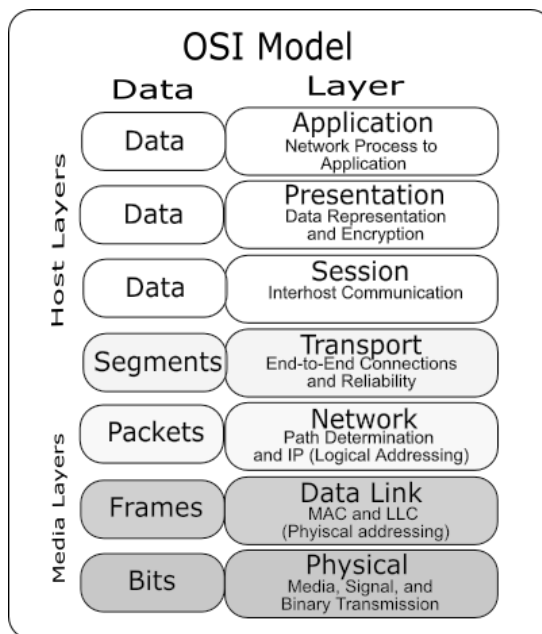 OSI Model
Data Layer
Host Layers
Data
Application
Network Process to
Application
Data
Presentation
Data Representation
and Encryption
Data
Session
Interhost Communication
Segments
Transport
End-to-End Connections
and Reliability
Media Layers
Packets
Network
Path Determination
and IP (Logical Addressing)
Frames
Data Link
MAC and LLC
(Phyiscal addressing)
Bits
Physical
Media, Signal, and
Binary Transmission